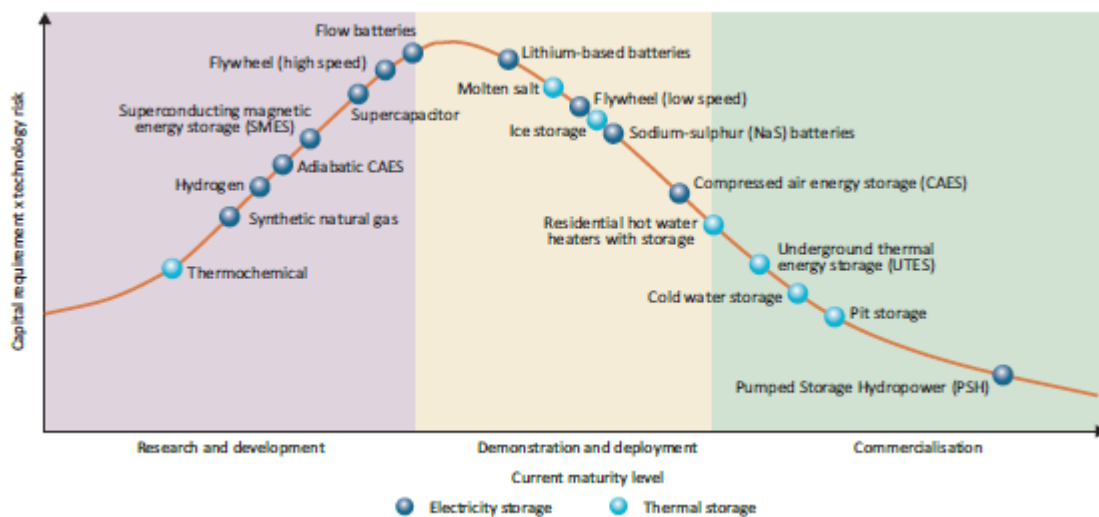 Capital requirement x technology risk
Flow batteries
Flywheel (high speed)
Supercapacitor
Superconducting magnetic
energy storage (SMES)
Adiabatic CAES
Hydrogen
Synthetic natural gas
Thermochemical
Lithium-based batteries
Molten salt
Flywheel (low speed)
Ice storage
Sodium-sulphur (NaS) batteries
Compressed air energy storage (CAES)
Residential hot water
heaters with storage
Underground thermal
energy storage (UTES)
Cold water storage
Pit storage
Pumped Storage Hydropower (PSH)
Research and development
Demonstration and deployment
Commercialisation
Current maturity level
Electricity storage
Thermal storage